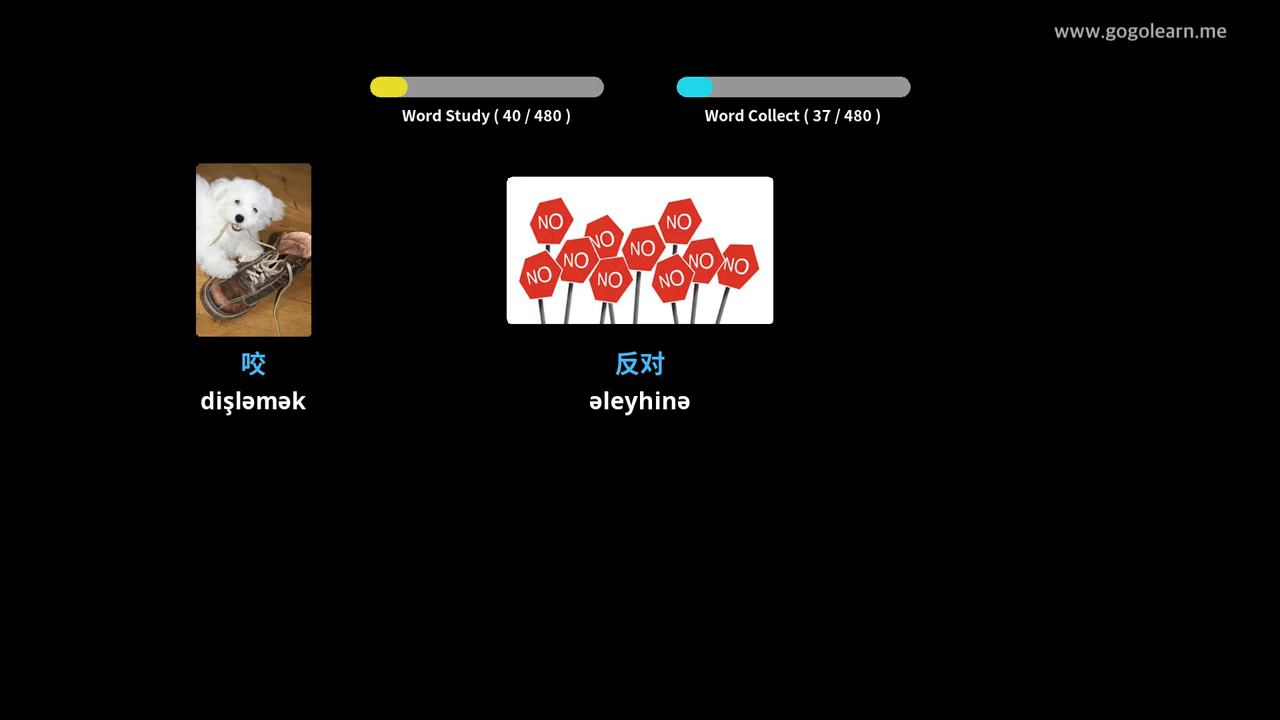 www.gogolearn.me
Word Study ( 40 / 480 )
Word Collect ( 37 / 480 )
NO
NO
NO
NO
NO
NO
NO
NO
NO
NO
咬
反对
dişləmək
əleyhinə